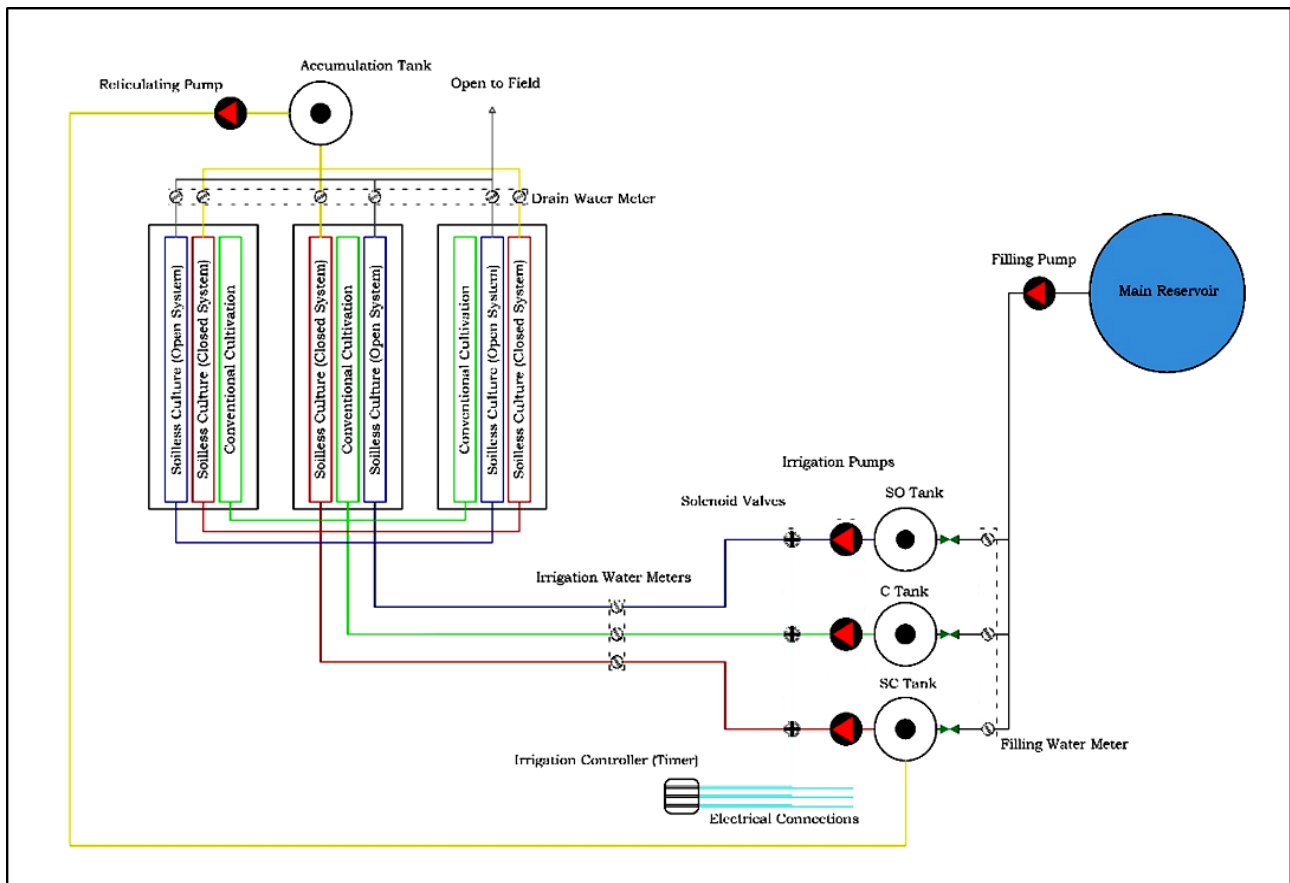 Accumulation Tank
Reticulating Pump
Open to Field
Drain Water Meter
Soilless Culture (Open System)
Soilless Culture (Closed System)
Conventional Cultivation
Soilless Culture (Closed System)
Conventional Cultivation
Soilless Culture (Open System)
Conventional Cultivation
Soilless Culture (Open System)
Soilless Culture (Closed System)
Filling Pump
Main Reservoir
Irrigation Pumps
Solenoid Valves
SO Tank
Irrigation Water Meters
C Tank
SC Tank
Filling Water Meter
Irrigation Controller (Timer)
Electrical Connections